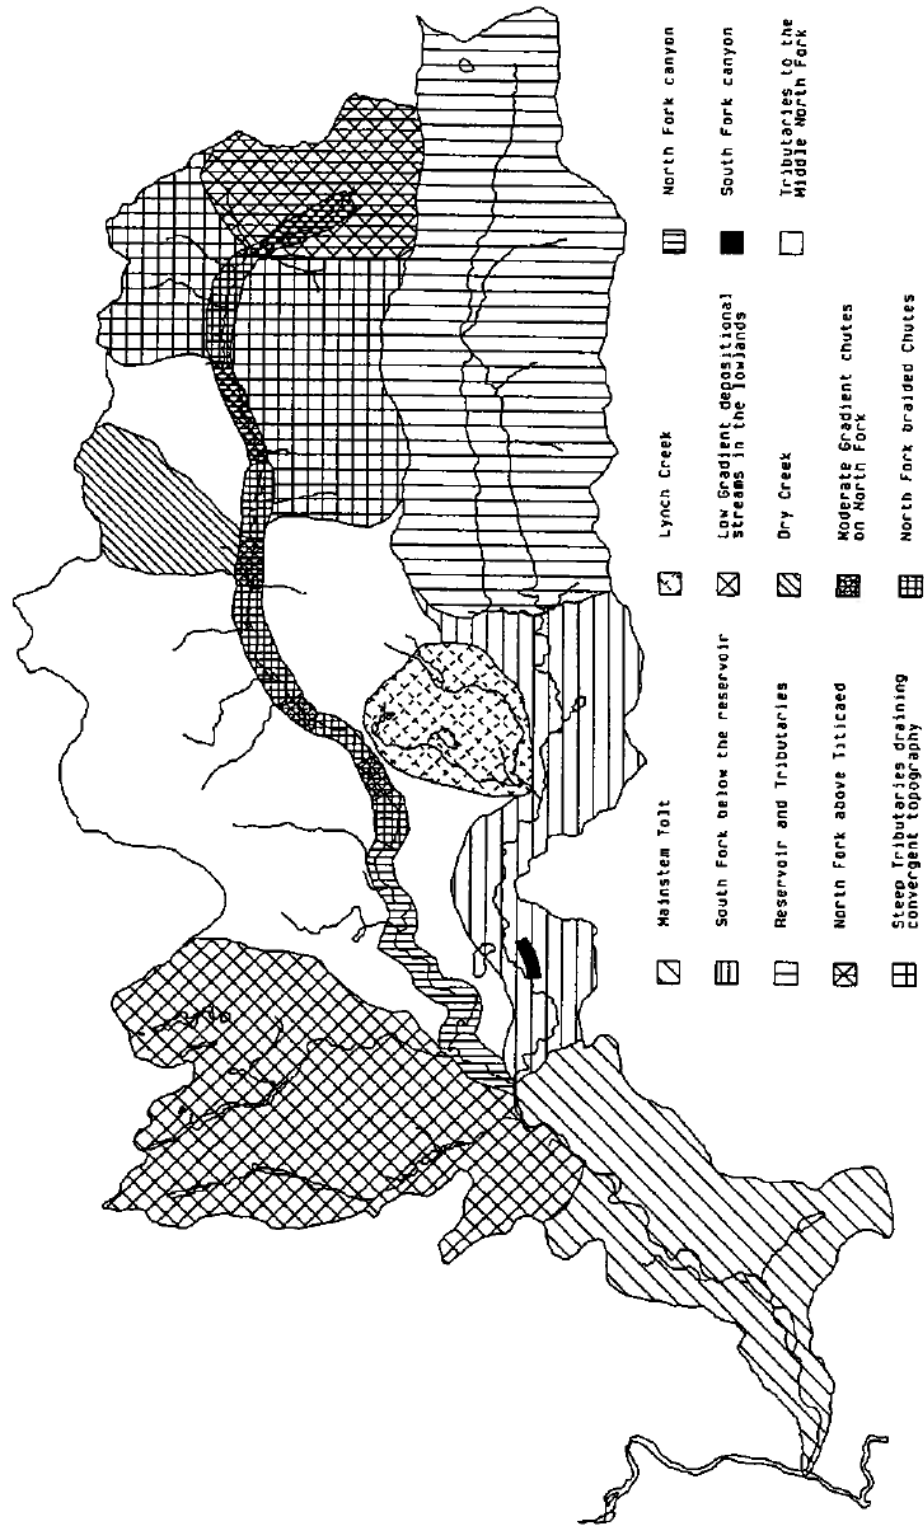 Mainstem Tolt
South Fork below the reservoir
Reservoir and Tributaries
North Fork above Titicaed
Steep Tributaries draining
convergent topography
Lynch Creek
Low Gradient depositional
streams in the lowlands
Dry Creek
Moderate Gradient chutes
on North Fork
North Fork braided Chutes
North Fork canyon
South Fork canyon
Tributaries to the
Middle North Fork